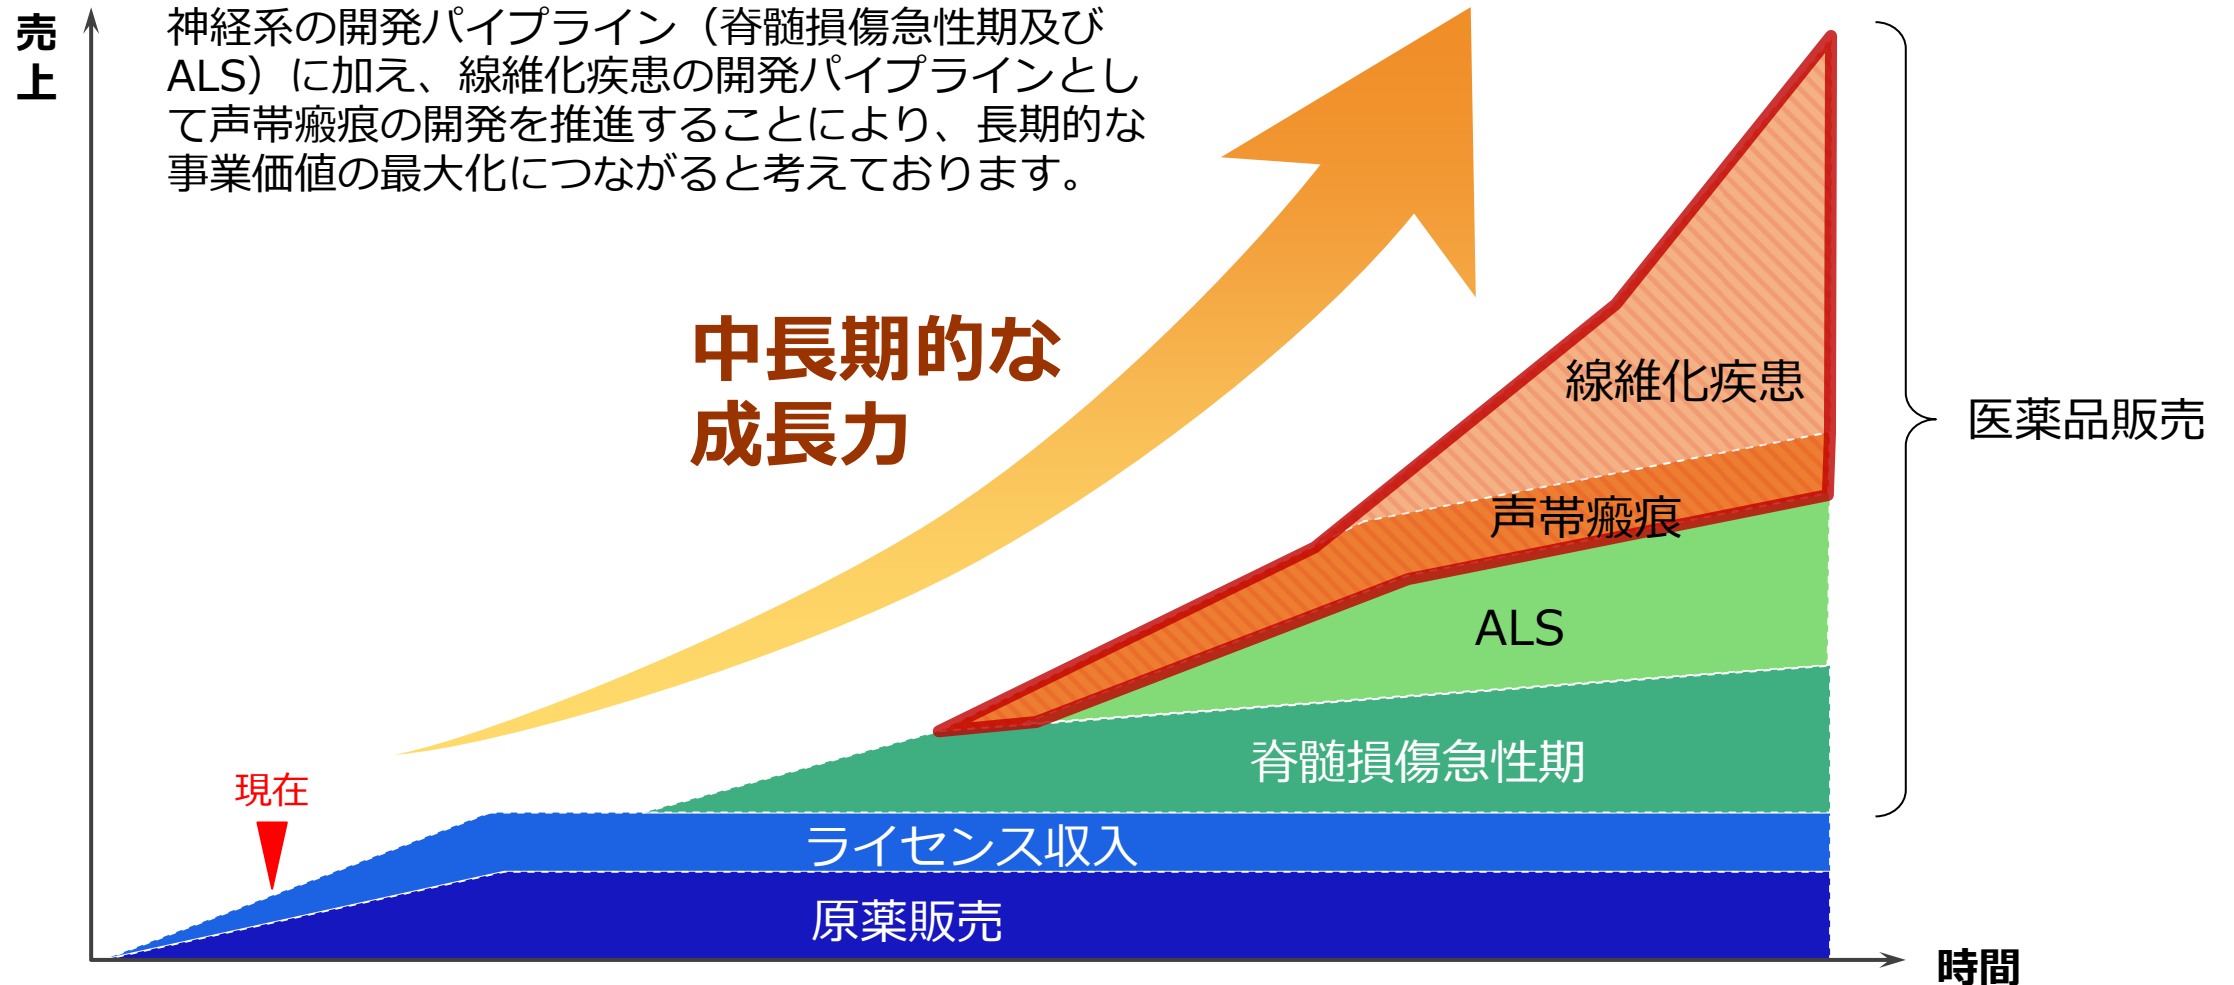 売
上
神経系の開発パイプライン（脊髄損傷急性期及び
ALS）に加え、線維化疾患の開発パイプラインとし
て声帯瘢痕の開発を推進することにより、長期的な
事業価値の最大化につながると考えております。
中長期的な
成長力
線維化疾患
医薬品販売
声帯瘢痕
ALS
脊髄損傷急性期
現在
ライセンス収入
原薬販売
時間